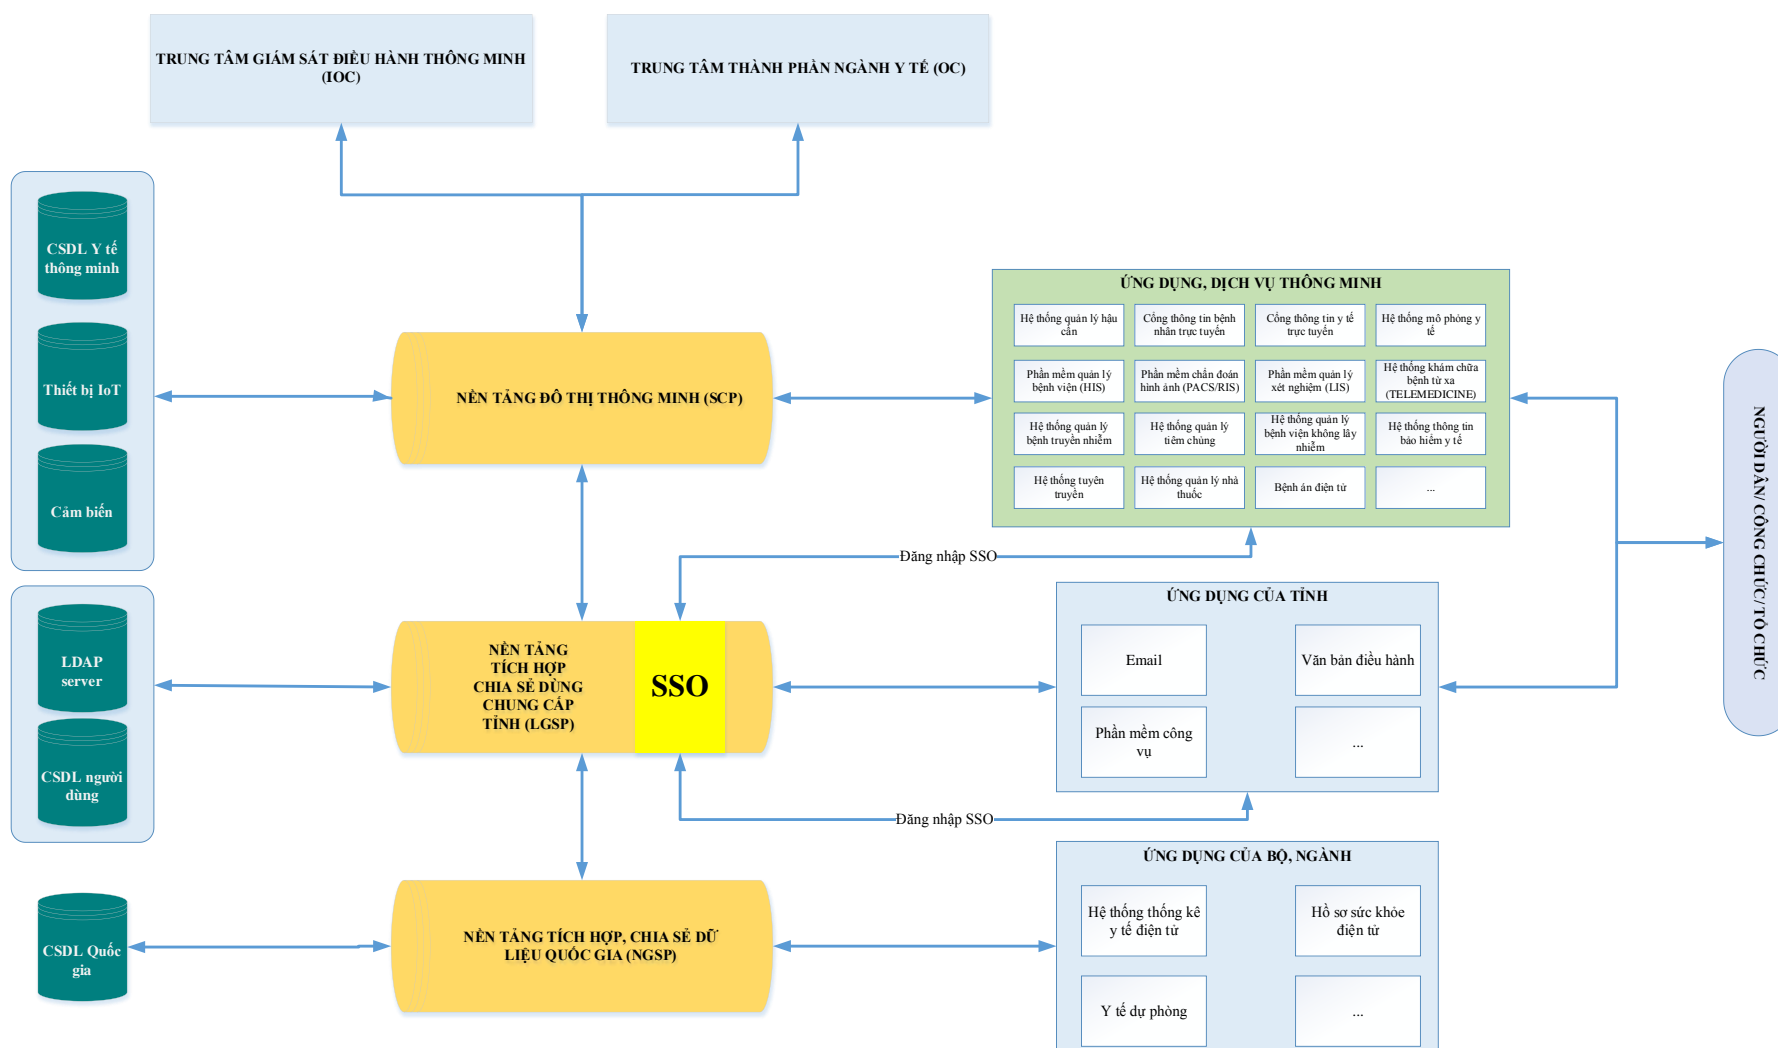 TRUNG TÂM GIÁM SÁT ĐIỀU HÀNH THÔNG MINH
(IOC)
TRUNG TÂM THÀNH PHẦN NGÀNH Y TẾ (OC)
CSDL Y tế
thông minh
Thiết bị IoT
Cảm biến
NỀN TẢNG ĐÔ THỊ THÔNG MINH (SCP)
ỨNG DỤNG, DỊCH VỤ THÔNG MINH
Hệ thống quản lý hậu
cần
Cổng thông tin bệnh
nhân trực tuyến
Cổng thông tin y tế
trực tuyến
Hệ thống mô phỏng y
tế
Phần mềm quản lý
bệnh viện (HIS)
Phần mềm chẩn đoán
hình ảnh (PACS/RIS)
Phần mềm quản lý
xét nghiệm (LIS)
Hệ thống khám chữa
bệnh từ xa
(TELEMEDICINE)
Hệ thống quản lý
bệnh truyền nhiễm
Hệ thống quản lý
tiêm chủng
Hệ thống quản lý
bệnh viện không lây
nhiễm
Hệ thống thông tin
bảo hiểm y tế
Hệ thống tuyên
truyền
Hệ thống quản lý nhà
thuốc
Bệnh án điện tử
...
NGƯỜI DÂN/ CÔNG CHỨC/ TỔ CHỨC
Đăng nhập SSO
LDAP
server
CSDL người
dùng
NỀN TẢNG
TÍCH HỢP
CHIA SẺ DÙNG
CHUNG CẤP
TỈNH (LGSP)
SSO
ỨNG DỤNG CỦA TỈNH
Email
Văn bản điều hành
Phần mềm công
vụ
...
Đăng nhập SSO
CSDL Quốc
gia
NỀN TẢNG TÍCH HỢP, CHIA SẺ DỮ
LIỆU QUỐC GIA (NGSP)
ỨNG DỤNG CỦA BỘ, NGÀNH
Hệ thống thống kê
y tế điện tử
Hồ sơ sức khỏe
điện tử
Y tế dự phòng
...